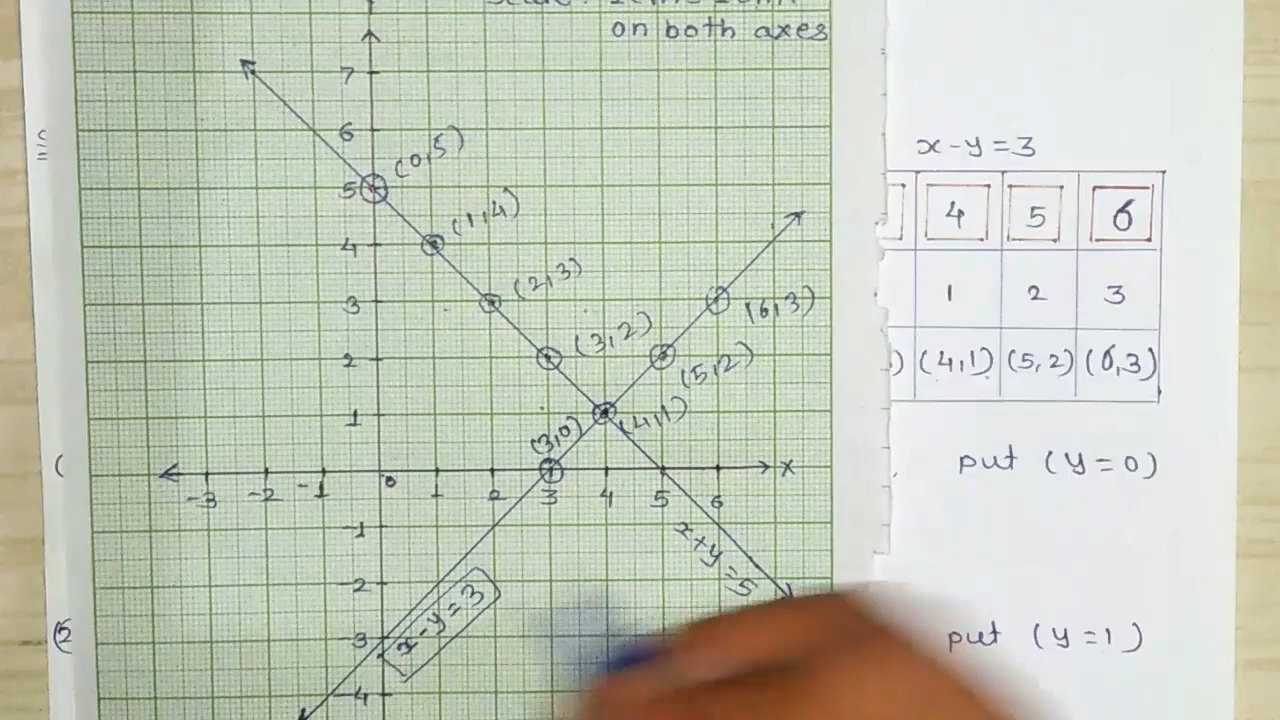 on both axes
7
6
(0,5)
5
(1,4)
4
(2,3)
3
(6,3)
(3,2)
2
(5,2)
1
(3,0)
(4,1)
x
-3 -2 -1 0 1 2 3 4 5 6
-1
x+y=5
-2
x-y=3
-3
-4
x-y=3
4 5 6
1 2 3
) (4,1) (5,2) (6,3)
put (y=0)
put (y=1)
(
(2